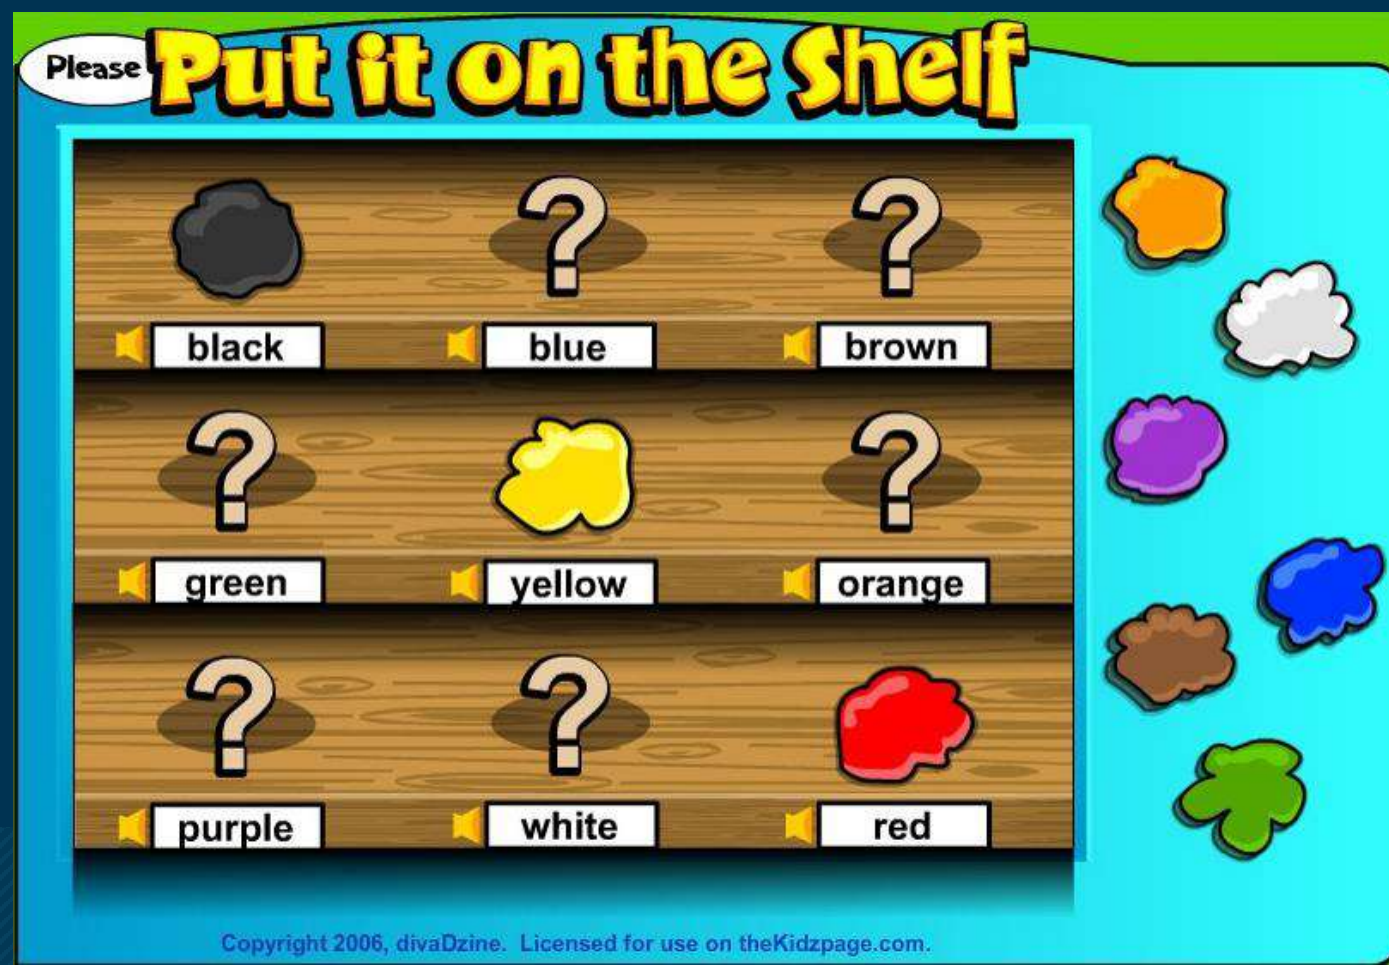 Please Put it on the Shelf
? ?
black blue brown
? ?
green yellow orange
? ?
purple white red
Copyright 2006, divaDzine. Licensed for use on theKidzpage.com.